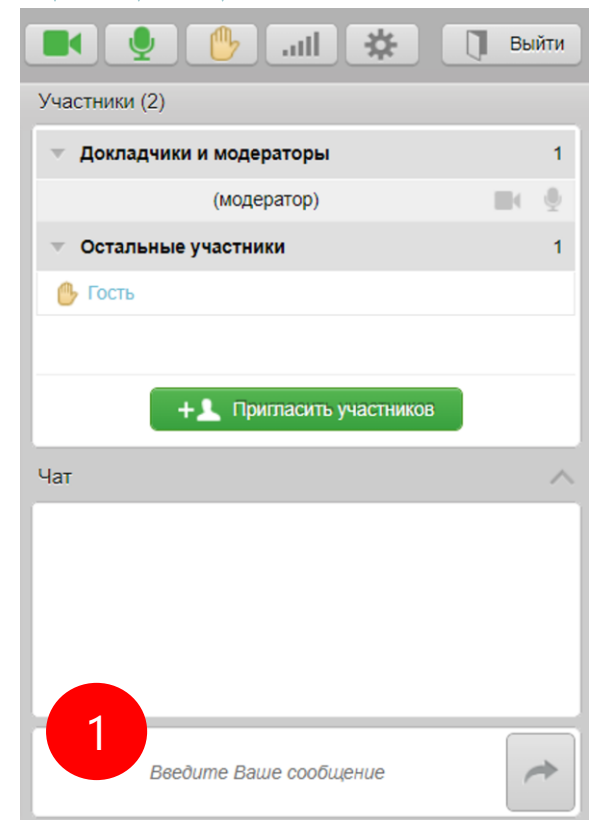 Выйти
Участники (2)
Докладчики и модераторы 1
(модератор)
Остальные участники 1
Гость
+ Пригласить участников
Чат
1
Введите Ваше сообщение